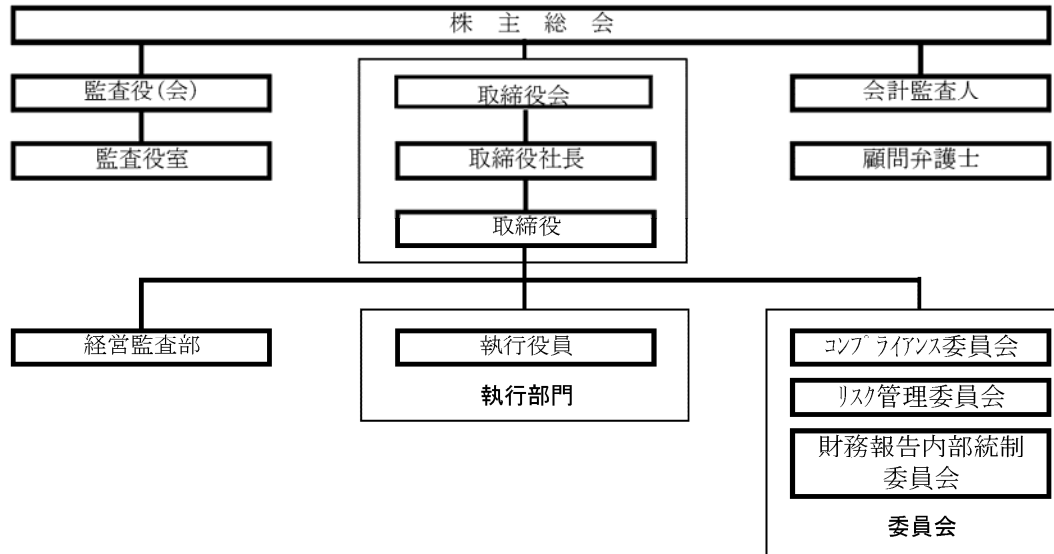 株 主 総 会
監査役(会)
取締役会
会計監査人
監査役室
取締役社長
顧問弁護士
取締役
経営監査部
執行役員
執行部門
ｺﾝﾌﾟﾗｲｱﾝｽ委員会
ﾘｽｸ管理委員会
財務報告内部統制
委員会
委員会